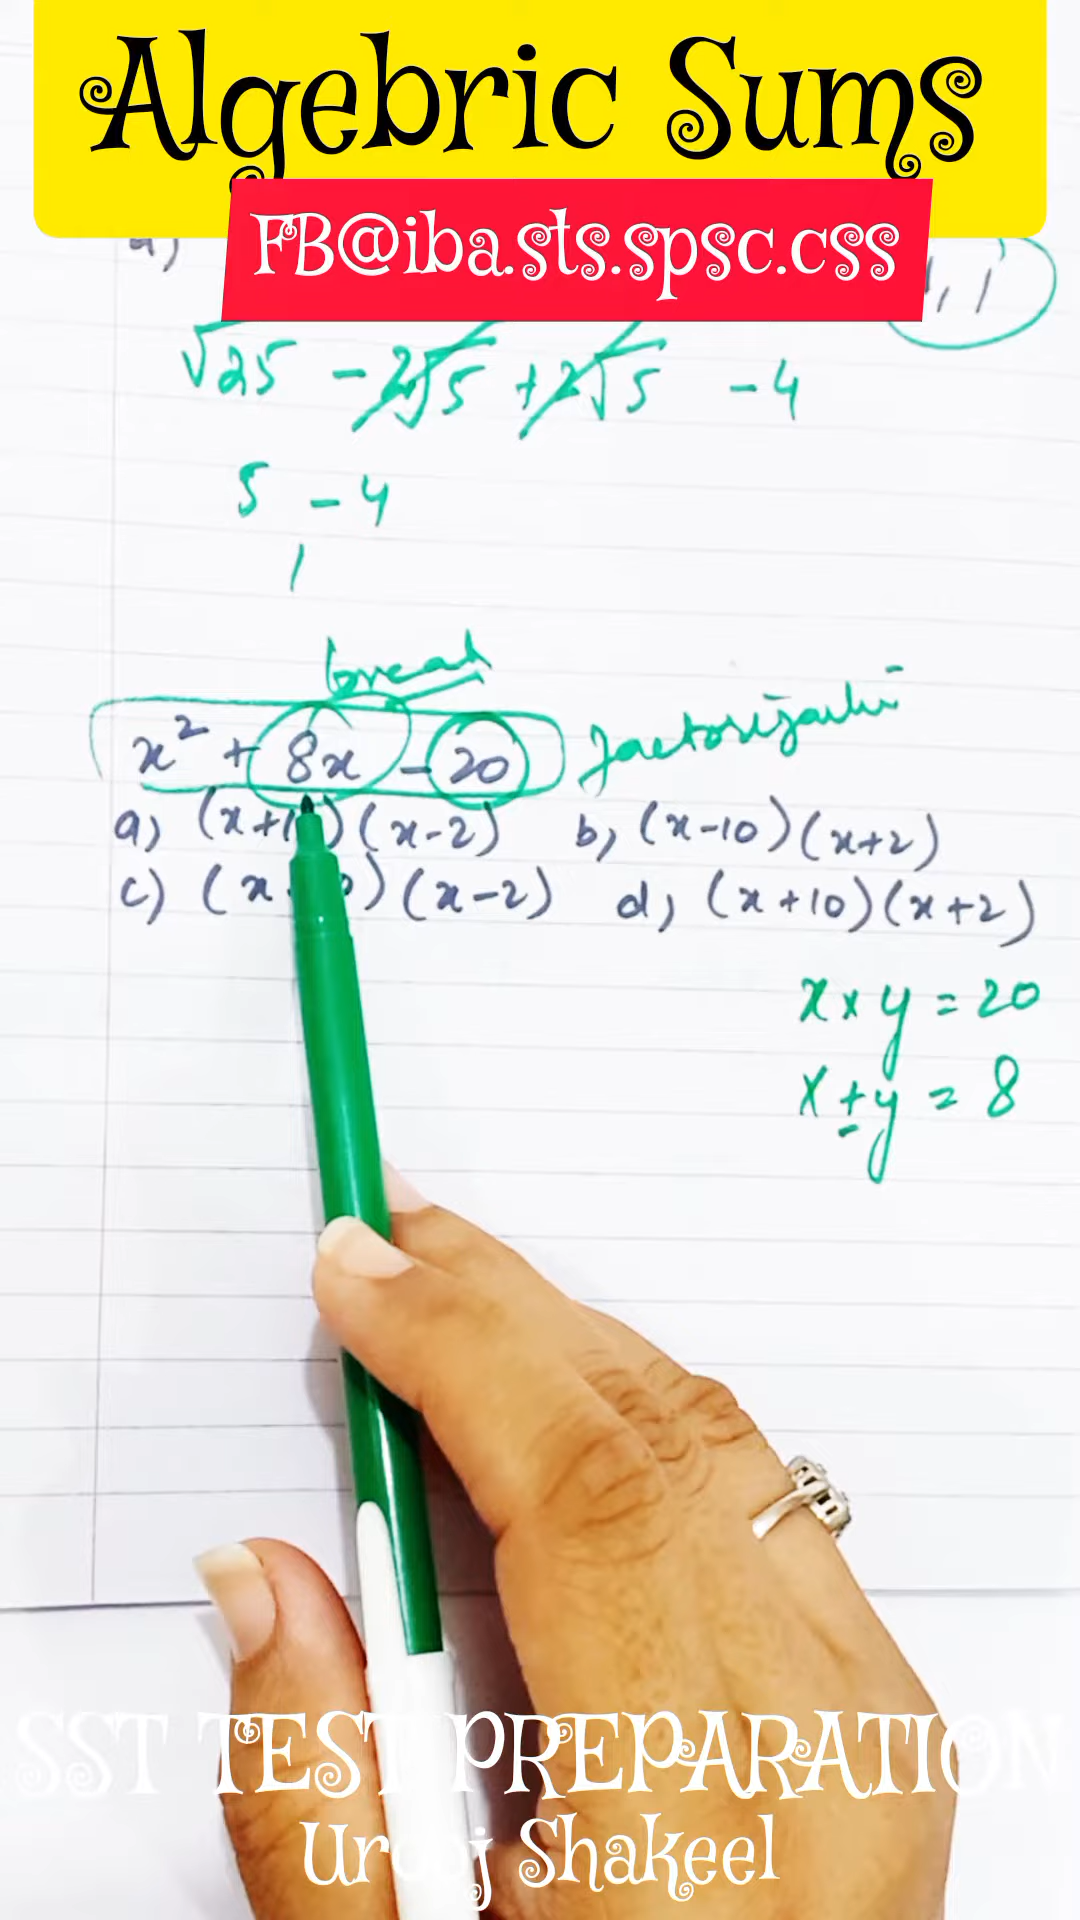 Algebric Sums
FB@iba.sts.spsc.css
a)
√25 - 2√5 + 2√5 - 4
5 - 4
1
break
x² + 8x - 20 factorization
a) (x+1 )(x-2) b) (x-10)(x+2)
c) (x )(x-2) d) (x+10)(x+2)
x × y = 20
x + y = 8
SST TEST PREPARATION
Urooj Shakeel